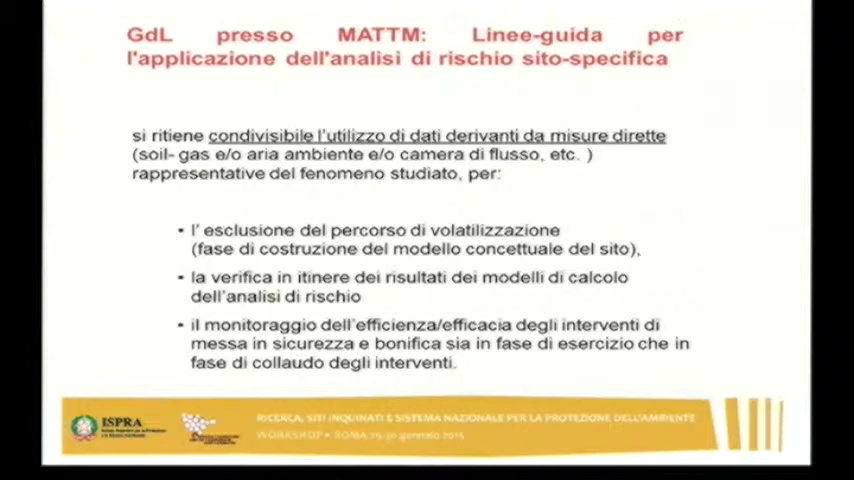 GdL presso MATTM: Linee-guida per
l'applicazione dell'analisi di rischio sito-specifica
si ritiene condivisibile l'utilizzo di dati derivanti da misure dirette
(soil- gas e/o aria ambiente e/o camera di flusso, etc. )
rappresentative del fenomeno studiato, per:
• l' esclusione del percorso di volatilizzazione
(fase di costruzione del modello concettuale del sito),
• la verifica in itinere dei risultati dei modelli di calcolo
dell'analisi di rischio
• il monitoraggio dell'efficienza/efficacia degli interventi di
messa in sicurezza e bonifica sia in fase di esercizio che in
fase di collaudo degli interventi.
ISPRA
RICERCA, SITI INQUINATI E SISTEMA NAZIONALE PER LA PROTEZIONE DELL'AMBIENTE
WORKSHOP • ROMA 29-30 gennaio 2015